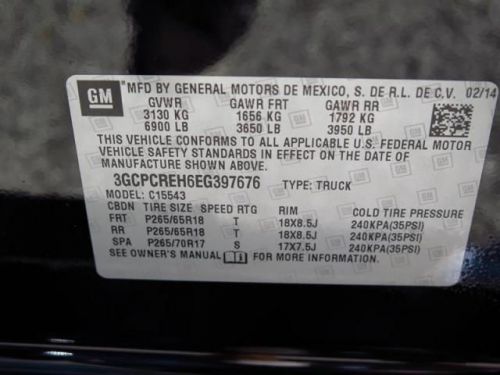 GM *MFD BY GENERAL MOTORS DE MEXICO, S. DE R.L. DE C.V. 02/14
GVWR GAWR FRT GAWR RR
3130 KG 1656 KG 1792 KG
6900 LB 3650 LB 3950 LB
THIS VEHICLE CONFORMS TO ALL APPLICABLE U.S. FEDERAL MOTOR
VEHICLE SAFETY STANDARDS IN EFFECT ON THE DATE OF
MANUFACTURE SHOWN ABOVE.
3GCPCREH6EG397676 TYPE: TRUCK
MODEL: C15543
CBDN TIRE SIZE SPEED RTG RIM COLD TIRE PRESSURE
FRT P265/65R18 T 18X8.5J 240KPA(35PSI)
RR P265/65R18 T 18X8.5J 240KPA(35PSI)
SPA P265/70R17 S 17X7.5J 240KPA(35PSI)
SEE OWNER'S MANUAL FOR MORE INFORMATION.